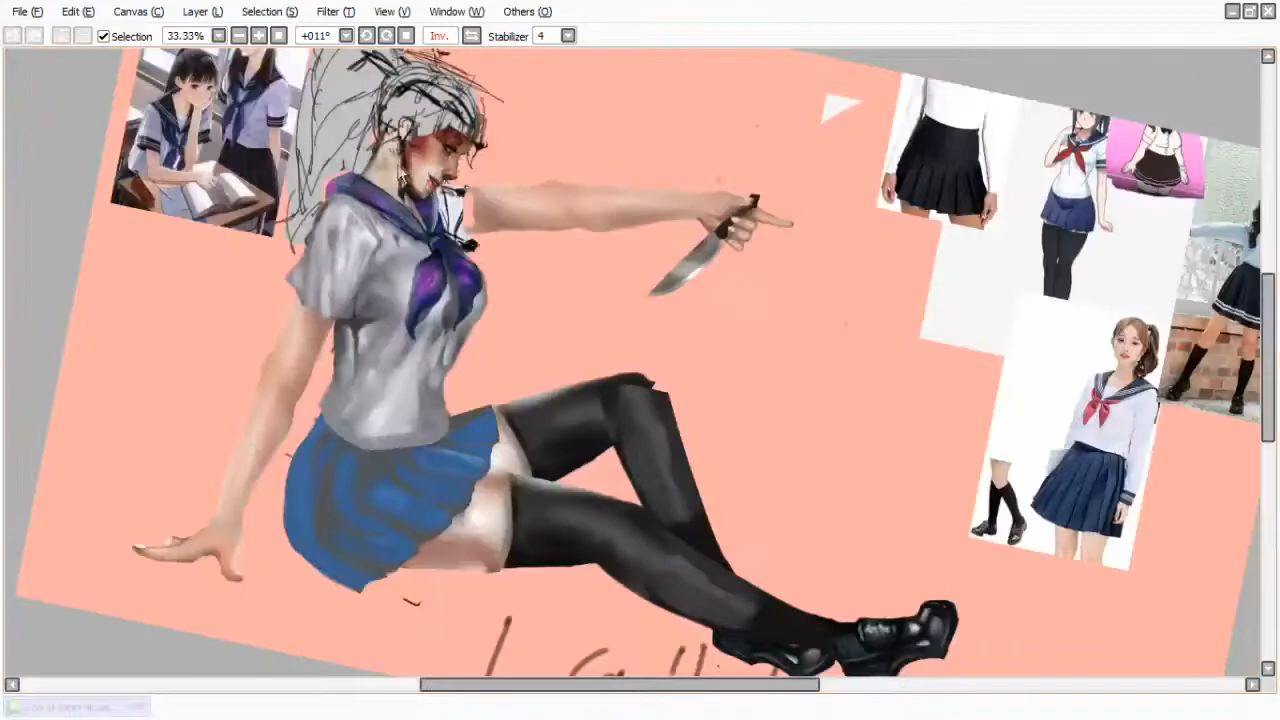 File (F) Edit (E) Canvas (C) Layer (L) Selection (S) Filter (T) View (V) Window (W) Others (O)
Selection 33.33% +011° Inv. Stabilizer 4